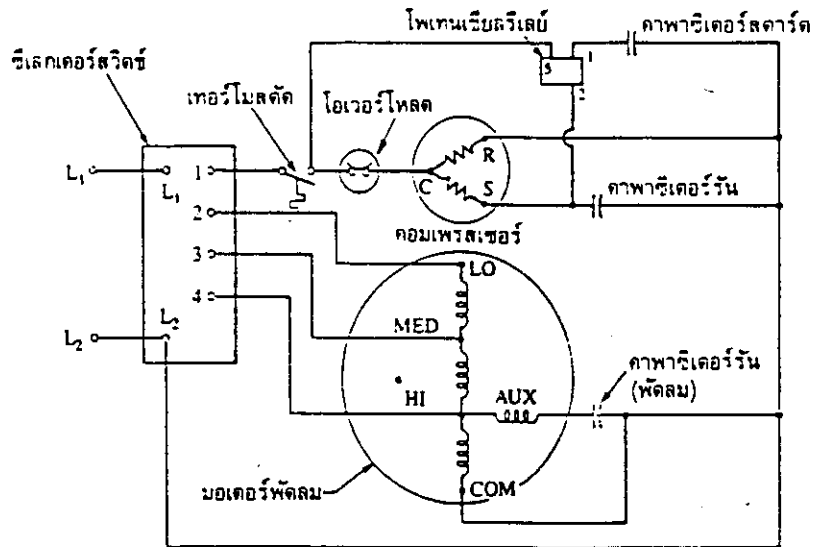 โพเทนเชียลรีเลย์
คาพาซิเตอร์สตาร์ต
ซีเลกเตอร์สวิตช์
5
1
2
เทอร์โมสตัต
โอเวอร์โหลด
L₁
L₁
1
R
C
S
คาพาซิเตอร์รัน
2
คอมเพรสเซอร์
3
LO
4
L₂
L₂
MED
คาพาซิเตอร์รัน
(พัดลม)
HI
AUX
มอเตอร์พัดลม
COM